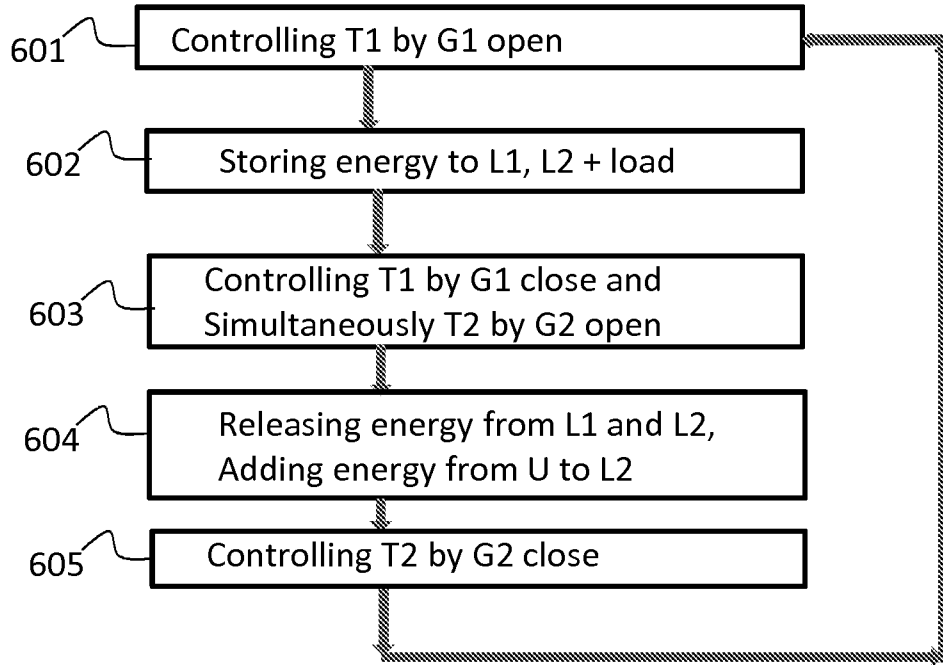 601
Controlling T1 by G1 open
602
Storing energy to L1, L2 + load
603
Controlling T1 by G1 close and
Simultaneously T2 by G2 open
604
Releasing energy from L1 and L2,
Adding energy from U to L2
605
Controlling T2 by G2 close